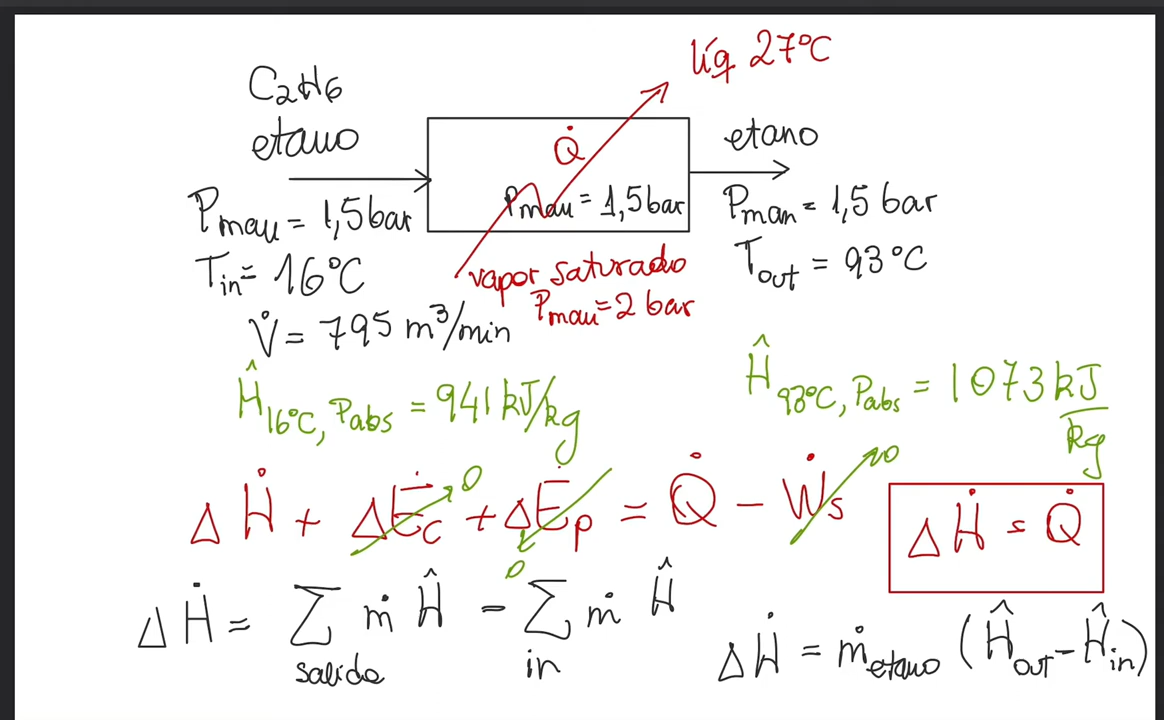 líq 27°C
C2H6
etano
Q̇
etano
Pman = 1,5 bar
Pman = 1,5 bar
Pman = 1,5 bar
Tin = 16°C
vapor saturado
Pman = 2 bar
Tout = 93°C
V̇ = 795 m³/min
Ĥ16°C, Pabs = 941 kJ/kg
Ĥ93°C, Pabs = 1073 kJ/kg
ΔḢ + ΔĖc + ΔĖp = Q̇ - Ẇs
0
0
0
ΔḢ = Q̇
ΔḢ = Σ ṁ Ĥ - Σ ṁ Ĥ
salida
in
ΔḢ = ṁetano (Ĥout - Ĥin)